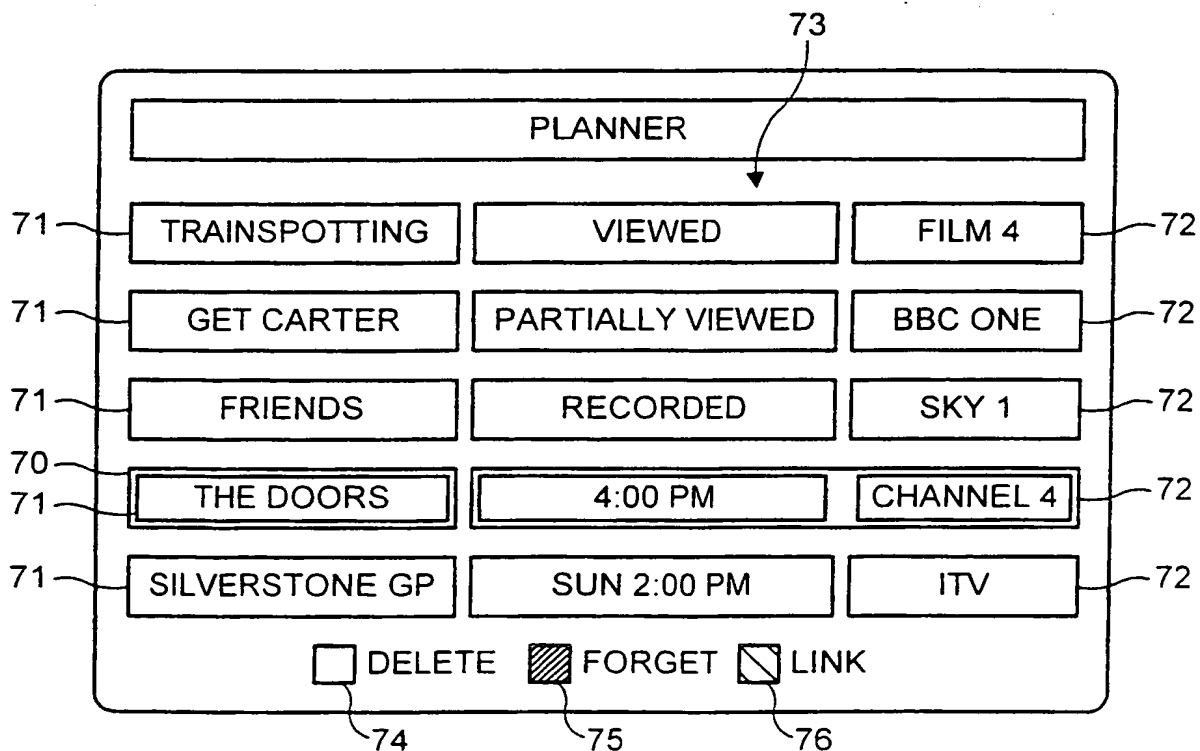 73
PLANNER
71 TRAINSPOTTING VIEWED FILM 4 72
71 GET CARTER PARTIALLY VIEWED BBC ONE 72
71 FRIENDS RECORDED SKY 1 72
70
71 THE DOORS 4:00 PM CHANNEL 4 72
71 SILVERSTONE GP SUN 2:00 PM ITV 72
DELETE FORGET LINK
74 75 76